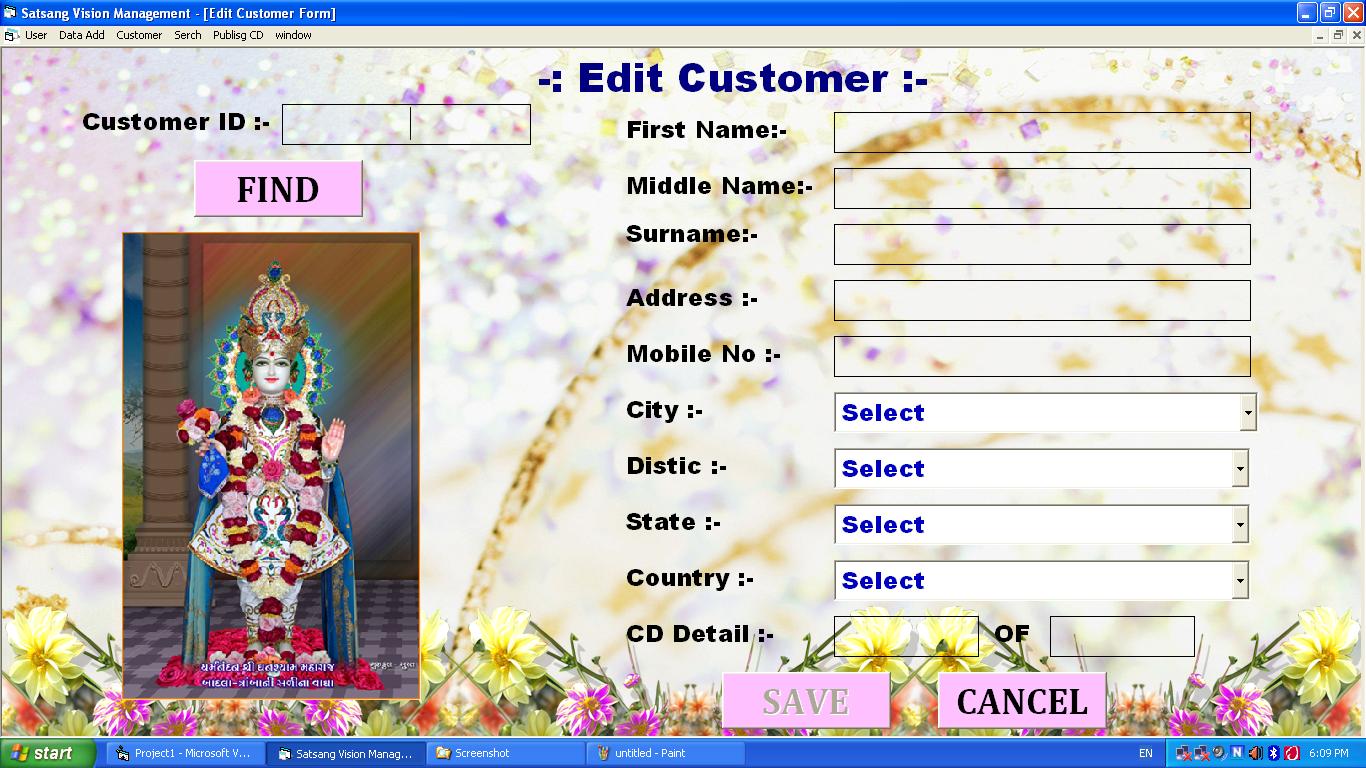 Satsang Vision Management - [Edit Customer Form]
User Data Add Customer Serch Publisg CD window
-: Edit Customer :-
Customer ID :-
FIND
First Name:-
Middle Name:-
Surname:-
Address :-
Mobile No :-
City :- Select
Distic :- Select
State :- Select
Country :- Select
CD Detail :- OF
શ્રી ઘનશ્યામ મહારાજ
SAVE CANCEL
start Project1 - Microsoft V... Satsang Vision Manag... Screenshot untitled - Paint EN N 6:09 PM